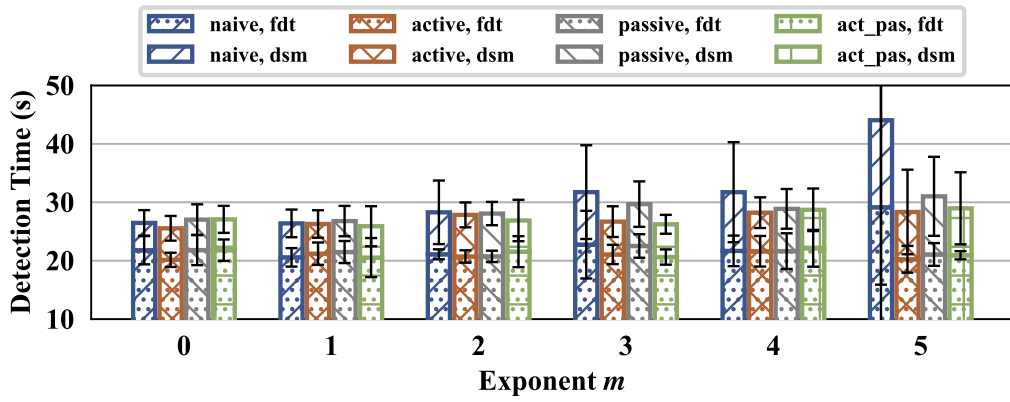 naive, fdt active, fdt passive, fdt act_pas, fdt
naive, dsm active, dsm passive, dsm act_pas, dsm
Detection Time (s)
50
40
30
20
10
0 1 2 3 4 5
Exponent m